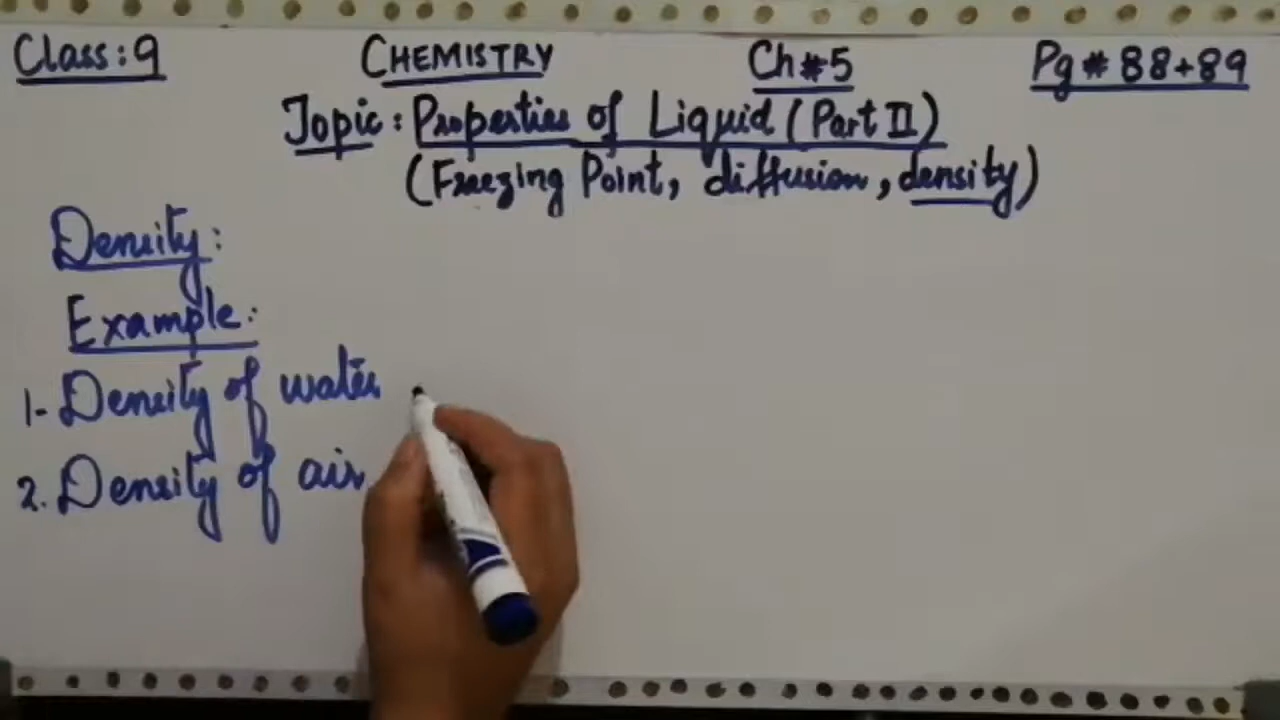 Class: 9 CHEMISTRY Ch # 5 Pg # 88+89
Topic: Properties of Liquid (Part II)
(Freezing Point, diffusion, density)
Density:
Example:
1- Density of water
2. Density of air